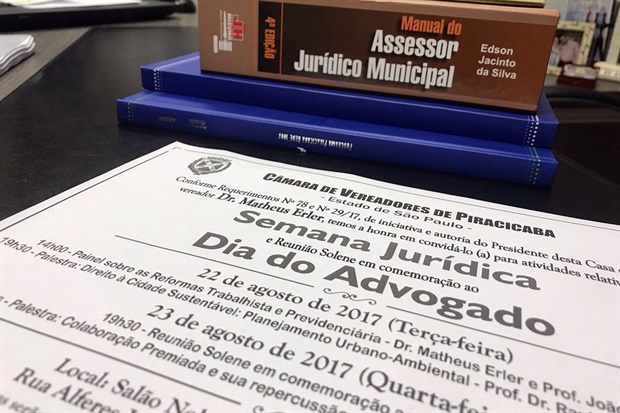 4ª EDIÇÃO
Manual do
Assessor
Jurídico Municipal
Edson
Jacinto
da Silva
CÂMARA DE VEREADORES DE PIRACICABA
- Estado de São Paulo -
Conforme Requerimentos Nº 78 e Nº 29/17, de iniciativa e autoria do Presidente desta Casa
vereador Dr. Matheus Erler, temos a honra em convidá-lo (a) para atividades
Semana Jurídica
e Reunião Solene em comemoração ao
Dia do Advogado
22 de agosto de 2017 (Terça-feira)
14h00 - Painel sobre as Reformas Trabalhista e Previdenciária - Dr. Matheus Erler e Prof. João
19h30 - Palestra: Direito à Cidade Sustentável: Planejamento Urbano-Ambiental - Prof. Dr.
23 de agosto de 2017 (Quarta-feira)
19h30 - Reunião Solene em comemoração
- Palestra: Colaboração Premiada e sua
Local: Salão
Rua Alferes